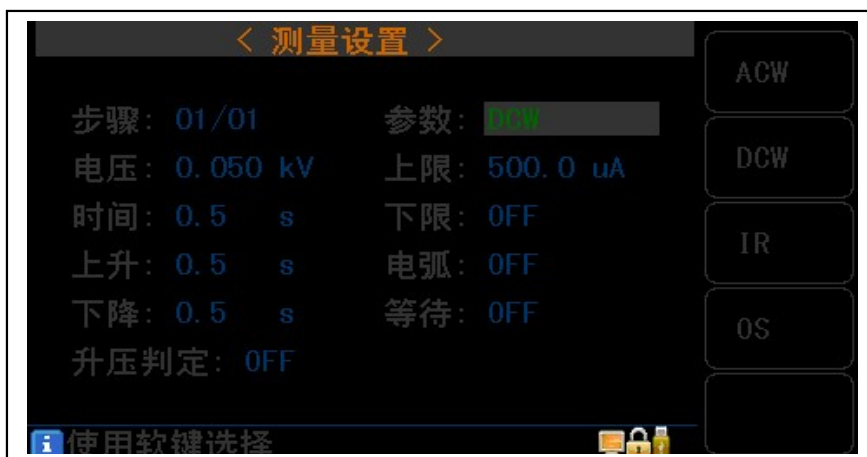 < 测量设置 >
步骤: 01/01 参数: DCW
电压: 0.050 kV 上限: 500.0 uA
时间: 0.5 s 下限: OFF
上升: 0.5 s 电弧: OFF
下降: 0.5 s 等待: OFF
升压判定: OFF
使用软键选择
ACW
DCW
IR
OS